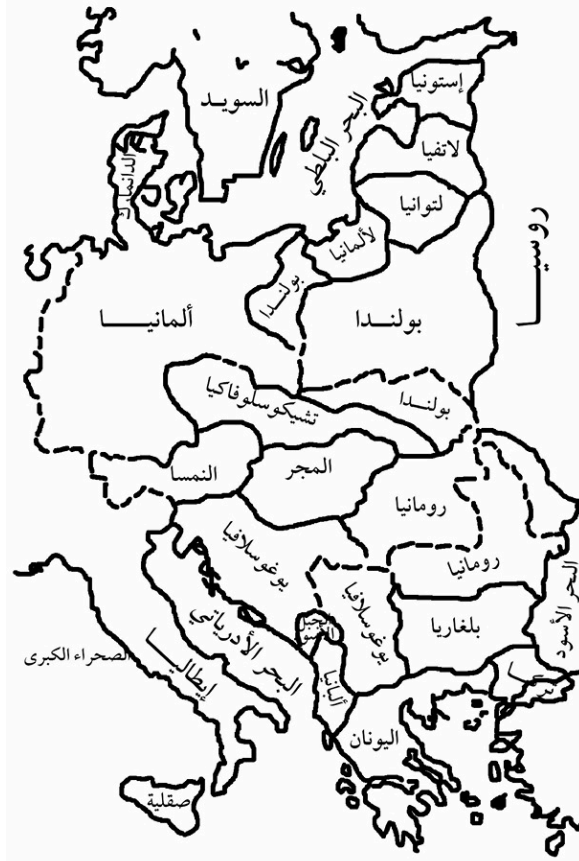 السويد
إستونيا
البحر البلطي
لاتفيا
الدانمارك
لتوانيا
روسيا
لألمانيا
بولندا
ألمانيا
بولندا
بولندا
تشيكوسلوفاكيا
النمسا
المجر
رومانيا
يوغوسلافيا
رومانيا
البحر الأسود
يوغوسلافيا
بلغاريا
البحر الأدرياتي
الصحراء الكبرى
إيطاليا
ألبانيا
اليونان
صقلية